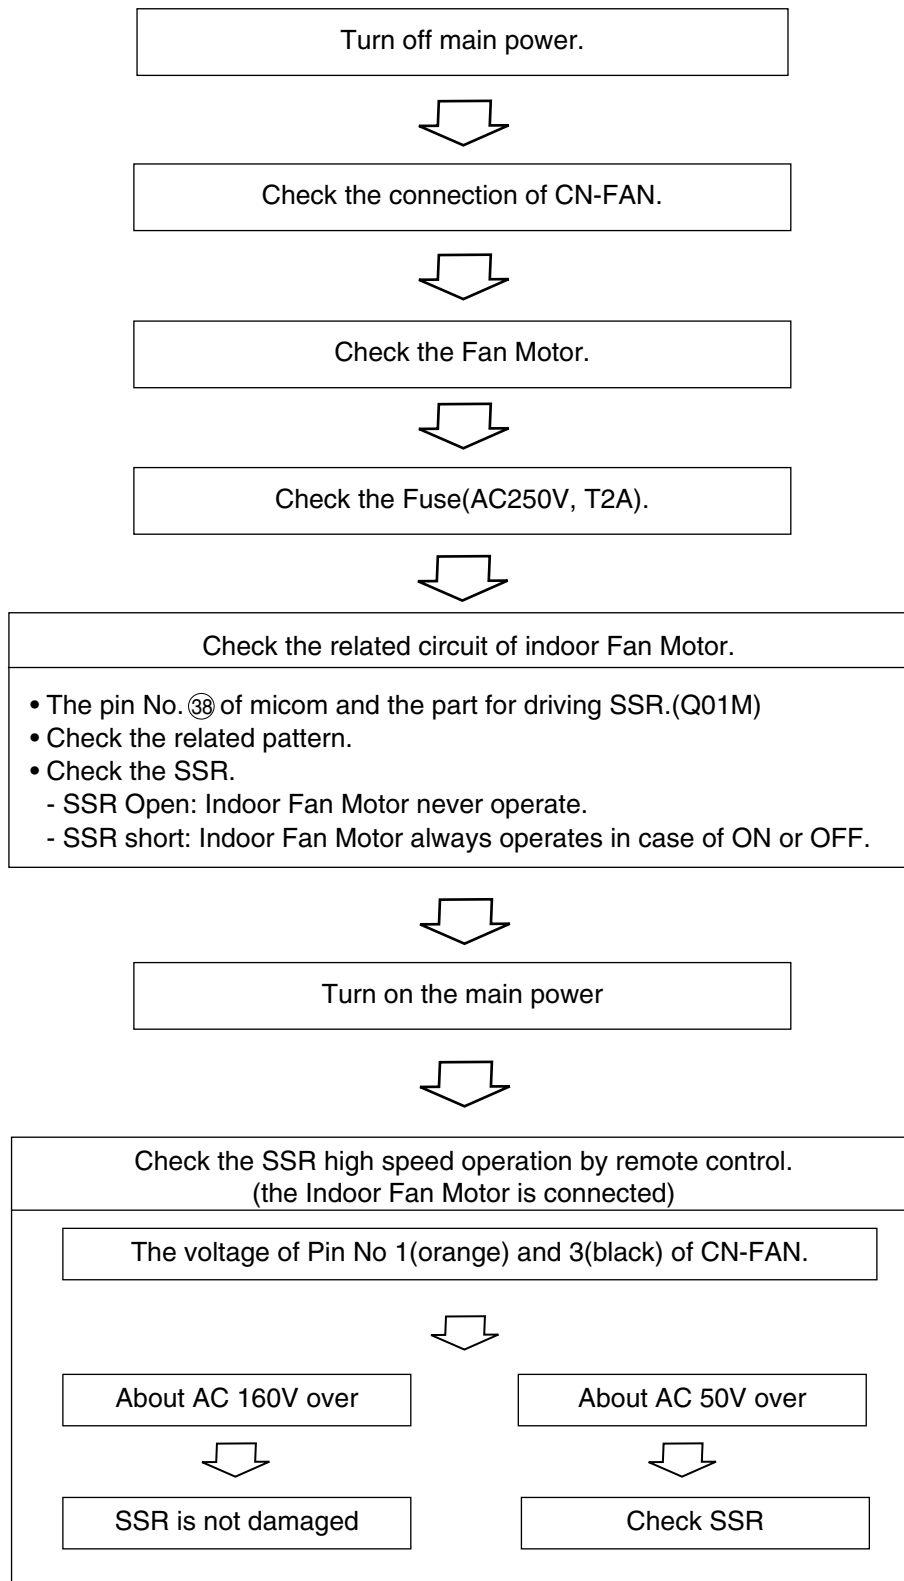 Turn off main power.
Check the connection of CN-FAN.
Check the Fan Motor.
Check the Fuse(AC250V, T2A).
Check the related circuit of indoor Fan Motor.
• The pin No. ㊳ of micom and the part for driving SSR.(Q01M)
• Check the related pattern.
• Check the SSR.
- SSR Open: Indoor Fan Motor never operate.
- SSR short: Indoor Fan Motor always operates in case of ON or OFF.
Turn on the main power
Check the SSR high speed operation by remote control.
(the Indoor Fan Motor is connected)
The voltage of Pin No 1(orange) and 3(black) of CN-FAN.
About AC 160V over
About AC 50V over
SSR is not damaged
Check SSR